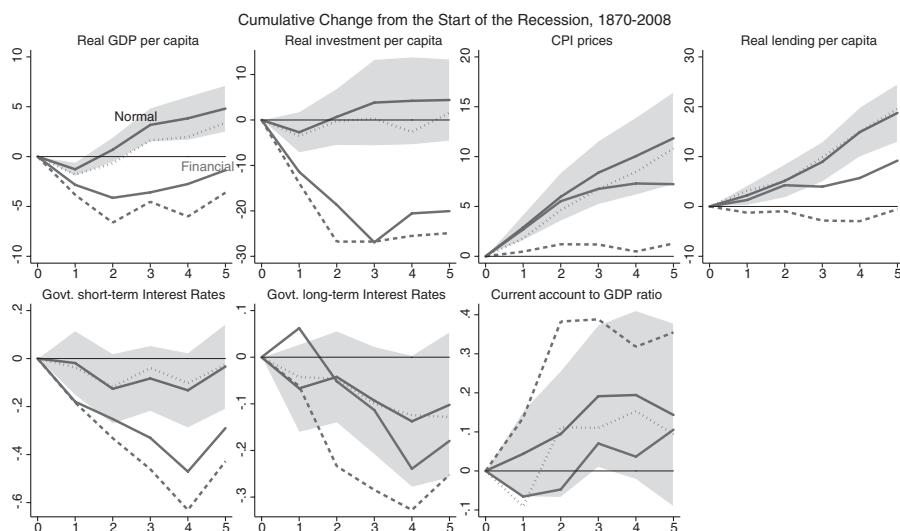 Cumulative Change from the Start of the Recession, 1870-2008
Real GDP per capita
Real investment per capita
CPI prices
Real lending per capita
10
5
0
-5
-10
Normal
Financial
0 1 2 3 4 5
10
0
-10
-20
-30
0 1 2 3 4 5
20
15
10
5
0
0 1 2 3 4 5
30
20
10
0
-10
0 1 2 3 4 5
Govt. short-term Interest Rates
Govt. long-term Interest Rates
Current account to GDP ratio
.2
0
-.2
-.4
-.6
0 1 2 3 4 5
.1
0
-.1
-.2
-.3
0 1 2 3 4 5
.4
.3
.2
.1
0
-.1
0 1 2 3 4 5